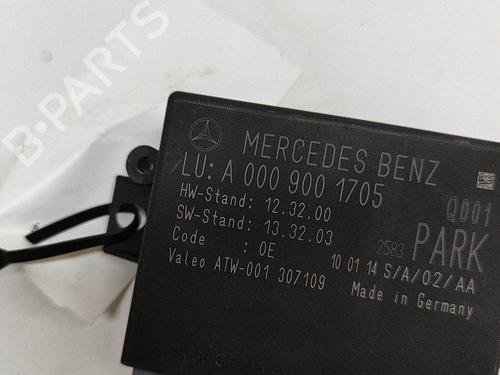 B-PARTS
MERCEDES BENZ
LU: A 000 900 1705
HW-Stand: 12.32.00
SW-Stand: 13.32.03
Code : 0E
Valeo ATW-001 307109
Q001
2583 PARK
10 01 14 S/A/02/AA
Made in Germany